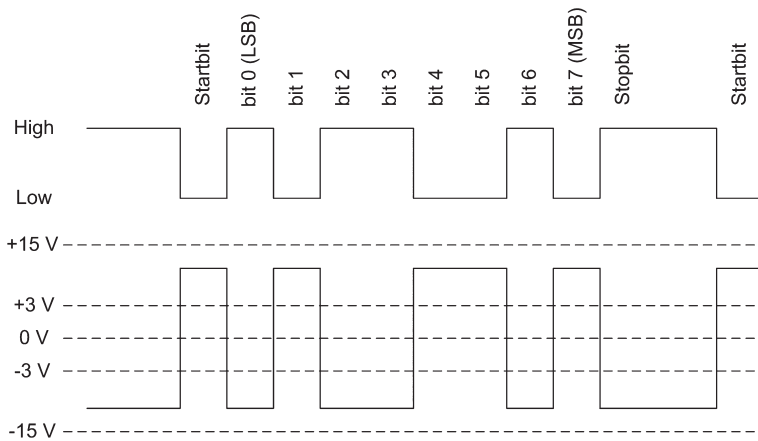 Startbit
bit 0 (LSB)
bit 1
bit 2
bit 3
bit 4
bit 5
bit 6
bit 7 (MSB)
Stopbit
Startbit
High
Low
+15 V
+3 V
0 V
-3 V
-15 V